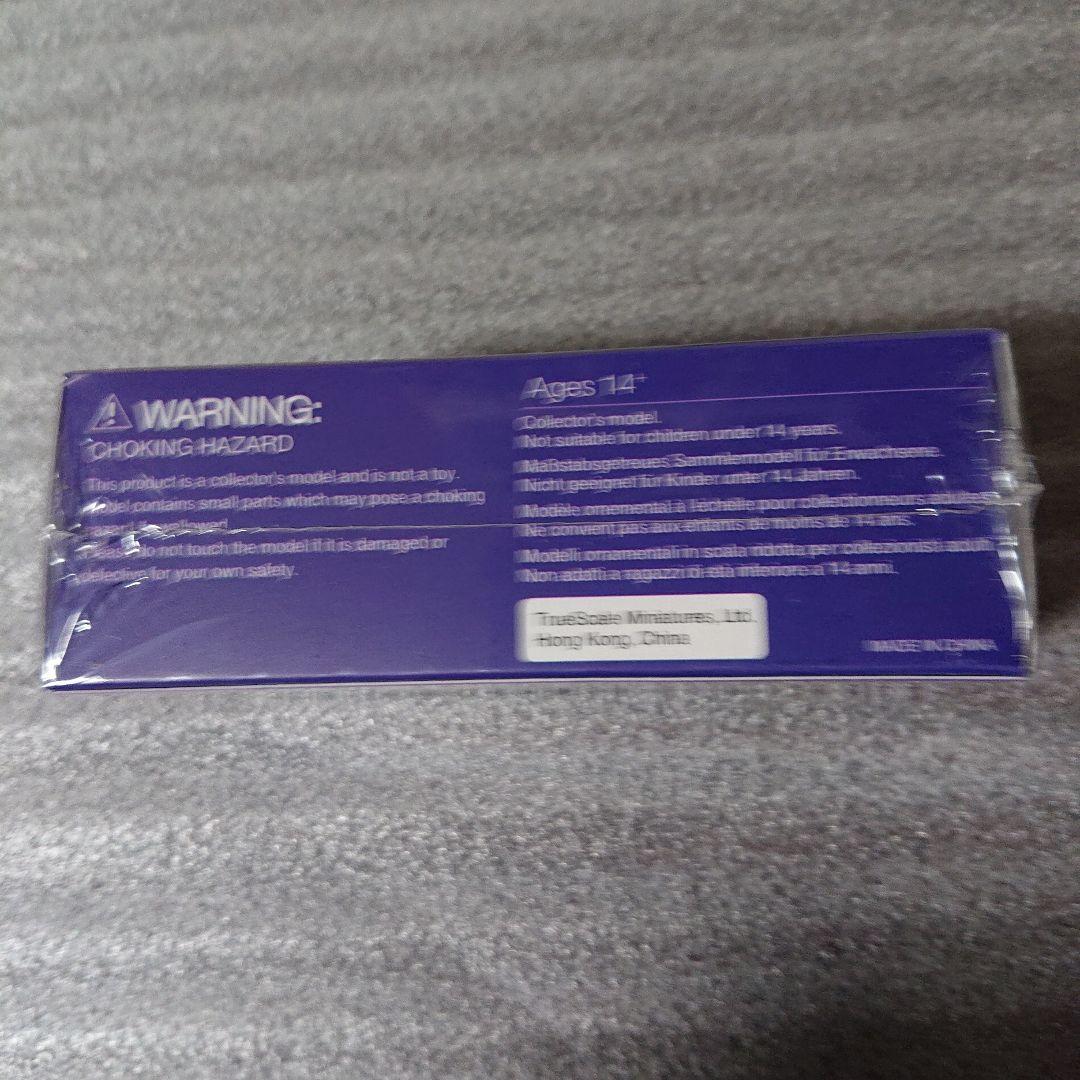 WARNING:
CHOKING HAZARD
This product is a collector's model and is not a toy.
contains small parts which may pose a choking
do not touch the model if it is damaged or
defective for your own safety.
Ages 14+
Collector's model.
Not suitable for children under 14 years.
Maßstabsgetreues Sammlermodell für Erwachsene.
Nicht geeignet für Kinder unter 14 Jahren.
Modèle ornamental à l'échelle pour collectionneurs adultes
Ne convient pas aux enfants de moins de 14 ans.
Modelli ornamentali in scala ridotta per collezionisti adulti
Non adatti a ragazzi di età inferiore a 14 anni.
TrueScale Miniatures, Ltd.
Hong Kong, China
MADE IN CHINA